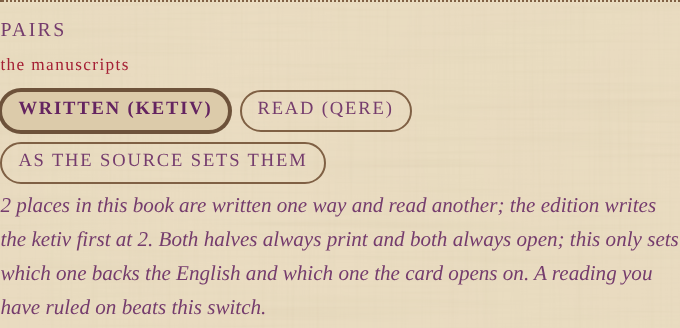 PAIRS
the manuscripts
WRITTEN (KETIV) READ (QERE)
AS THE SOURCE SETS THEM
2 places in this book are written one way and read another; the edition writes
the ketiv first at 2. Both halves always print and both always open; this only sets
which one backs the English and which one the card opens on. A reading you
have ruled on beats this switch.